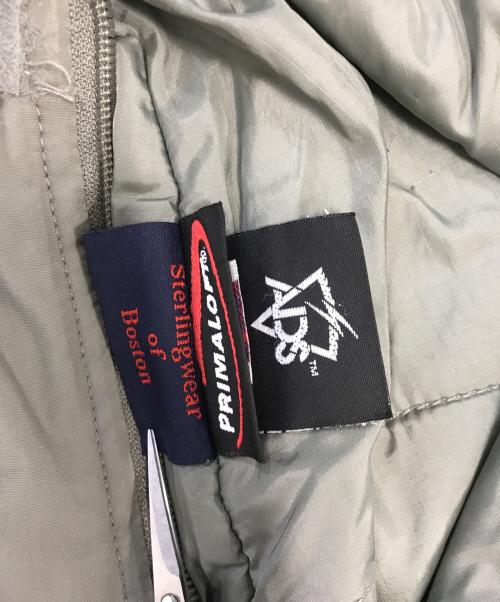 Sterlingwear
of
Boston
PRIMALOFT
ADS
TM